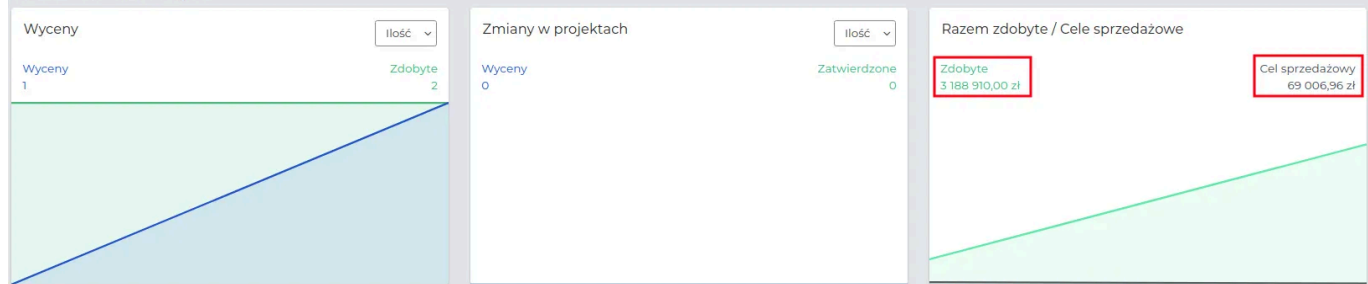 Wyceny
Ilość
Wyceny
Zdobyte
1
2
Zmiany w projektach
Ilość
Wyceny
Zatwierdzone
0
0
Razem zdobyte / Cele sprzedażowe
Zdobyte
Cel sprzedażowy
3 188 910,00 zł
69 006,96 zł